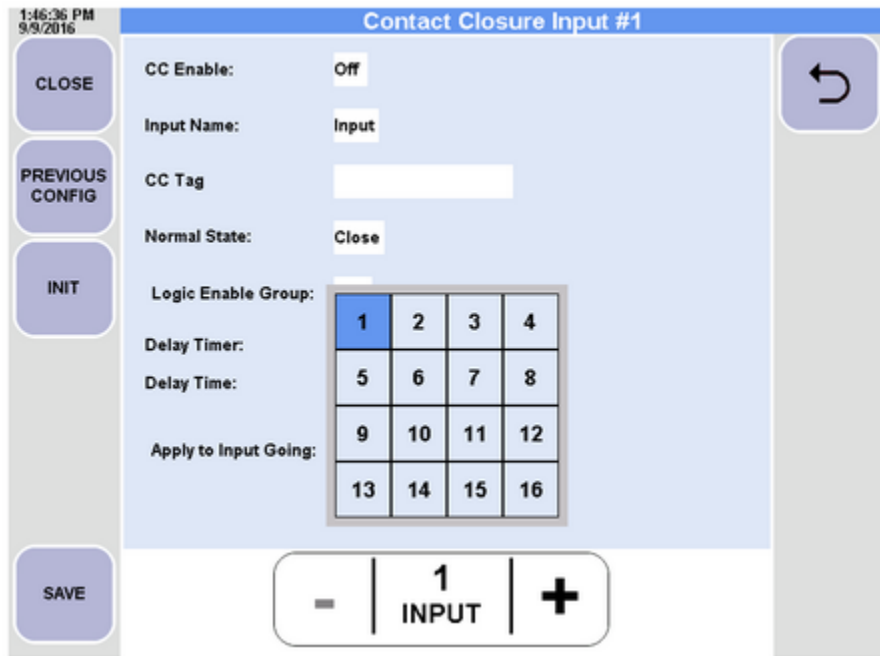 1:46:36 PM
9/9/2016
Contact Closure Input #1
CLOSE
PREVIOUS
CONFIG
INIT
SAVE
CC Enable: Off
Input Name: Input
CC Tag
Normal State: Close
Logic Enable Group:
Delay Timer:
Delay Time:
Apply to Input Going:
1 2 3 4
5 6 7 8
9 10 11 12
13 14 15 16
- 1 +
INPUT